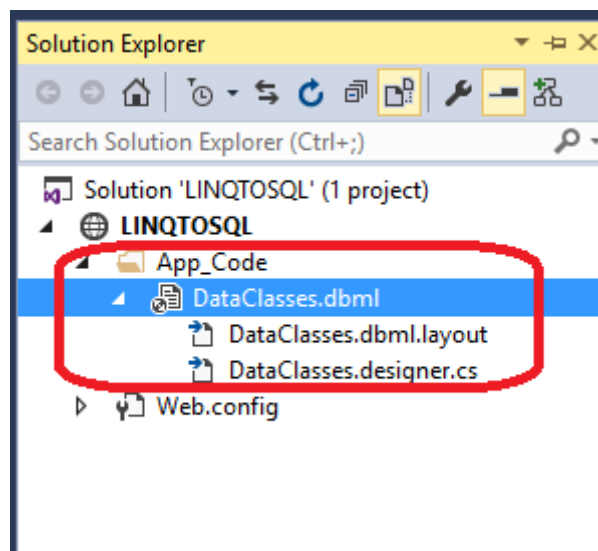 Solution Explorer
Search Solution Explorer (Ctrl+;)
Solution 'LINQTOSQL' (1 project)
LINQTOSQL
App_Code
DataClasses.dbml
DataClasses.dbml.layout
DataClasses.designer.cs
Web.config